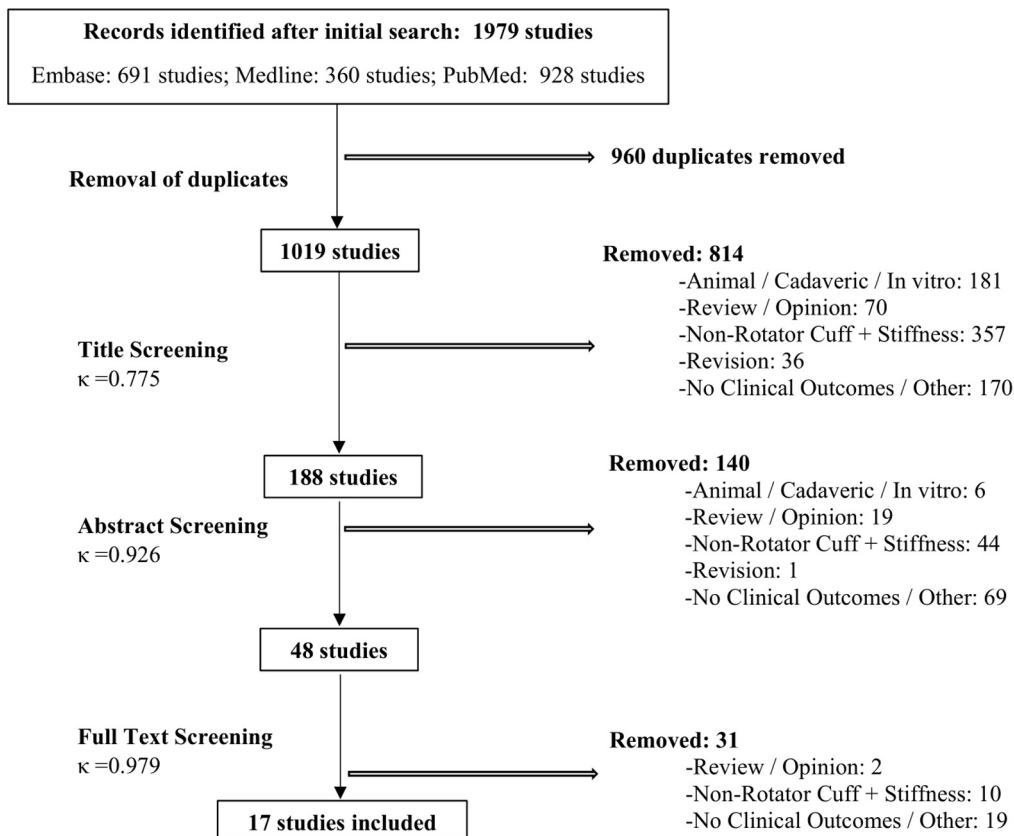 Records identified after initial search: 1979 studies
Embase: 691 studies; Medline: 360 studies; PubMed: 928 studies
960 duplicates removed
Removal of duplicates
1019 studies
Removed: 814
-Animal / Cadaveric / In vitro: 181
-Review / Opinion: 70
-Non-Rotator Cuff + Stiffness: 357
-Revision: 36
-No Clinical Outcomes / Other: 170
Title Screening
κ =0.775
188 studies
Removed: 140
-Animal / Cadaveric / In vitro: 6
-Review / Opinion: 19
-Non-Rotator Cuff + Stiffness: 44
-Revision: 1
-No Clinical Outcomes / Other: 69
Abstract Screening
κ =0.926
48 studies
Full Text Screening
κ =0.979
Removed: 31
-Review / Opinion: 2
-Non-Rotator Cuff + Stiffness: 10
-No Clinical Outcomes / Other: 19
17 studies included